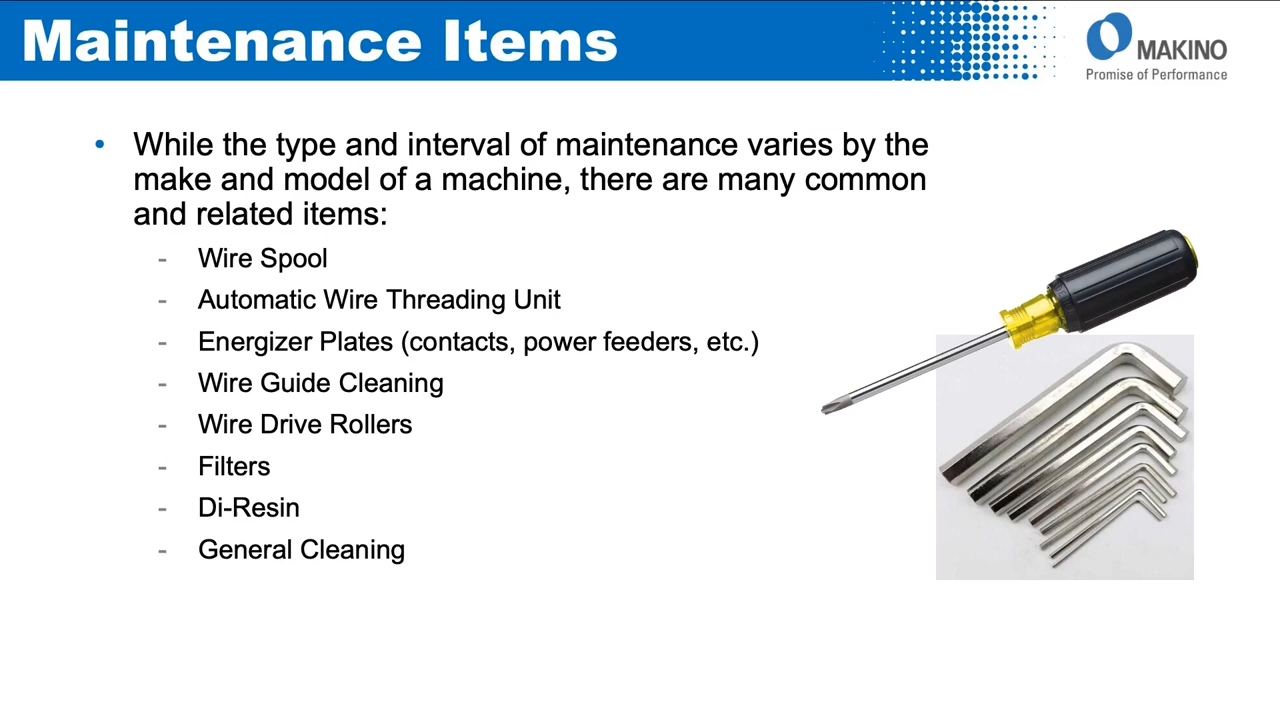 Maintenance Items
MAKINO
Promise of Performance
• While the type and interval of maintenance varies by the
make and model of a machine, there are many common
and related items:
- Wire Spool
- Automatic Wire Threading Unit
- Energizer Plates (contacts, power feeders, etc.)
- Wire Guide Cleaning
- Wire Drive Rollers
- Filters
- Di-Resin
- General Cleaning